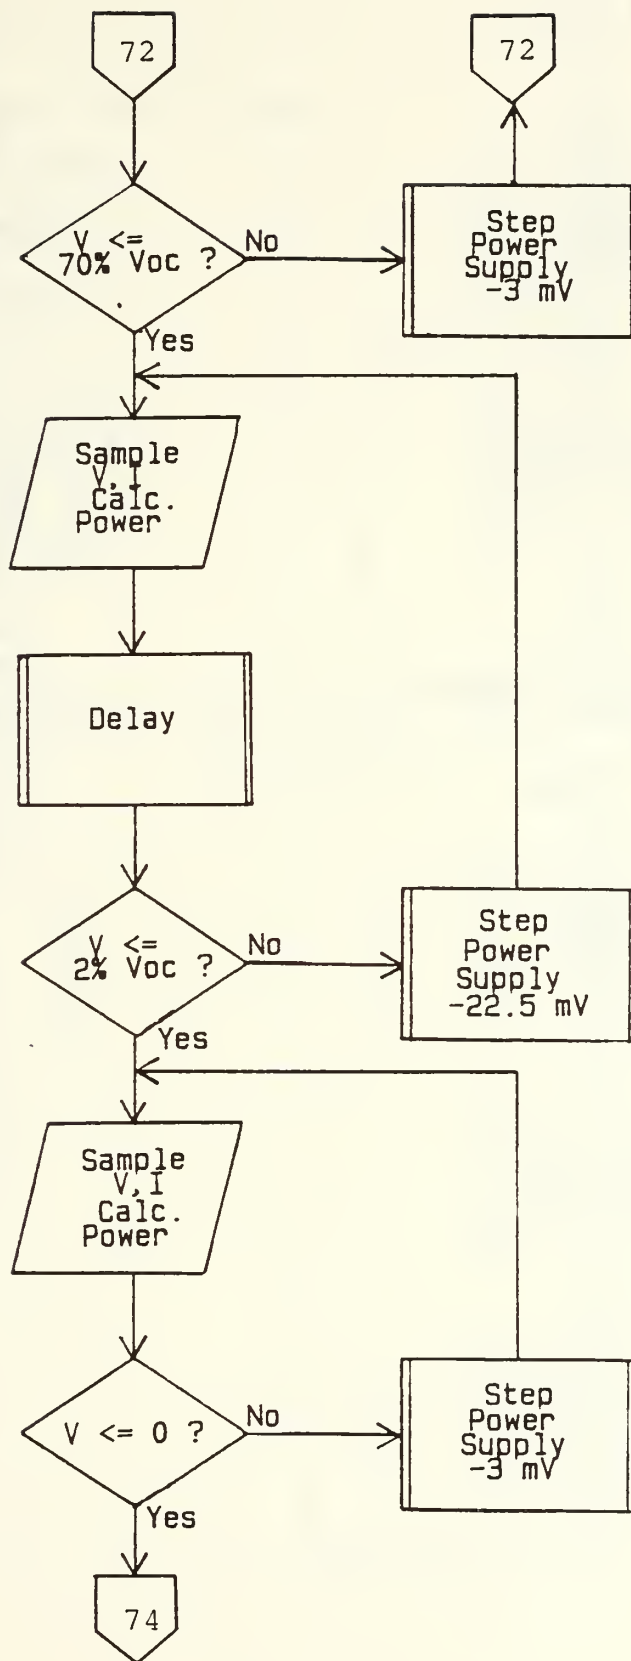 72
72
V <=
70% Voc ?
No
Step
Power
Supply
-3 mV
Yes
Sample
V, I
Calc.
Power
Delay
V <=
2% Voc ?
No
Step
Power
Supply
-22.5 mV
Yes
Sample
V, I
Calc.
Power
V <= 0 ?
No
Step
Power
Supply
-3 mV
Yes
74